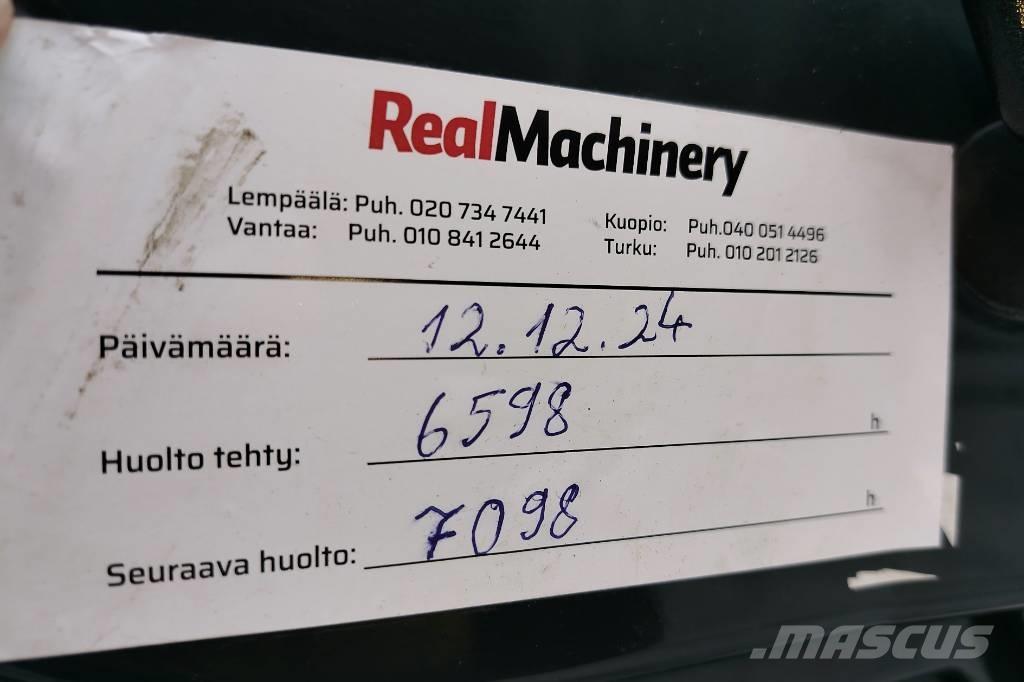 RealMachinery
Lempäälä: Puh. 020 734 7441
Vantaa: Puh. 010 841 2644
Kuopio: Puh.040 051 4496
Turku: Puh. 010 201 2126
Päivämäärä: 12.12.24
Huolto tehty: 6598 h
Seuraava huolto: 7098 h
.MASCUS